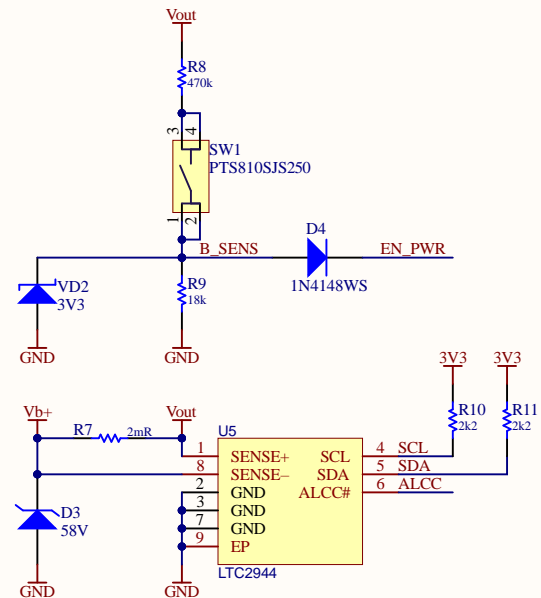 Vout
R8
470k
3 4
SW1
PTS810SJS250
1 2
B_SENS
D4
EN_PWR
1N4148WS
VD2
3V3
R9
18k
GND
GND
3V3
3V3
Vb+
R7
2mR
Vout
R10
2k2
R11
2k2
U5
1 SENSE+ SCL 4 SCL
8 SENSE– SDA 5 SDA
2 GND ALCC# 6 ALCC
3 GND
7 GND
9 EP
D3
58V
LTC2944
GND
GND